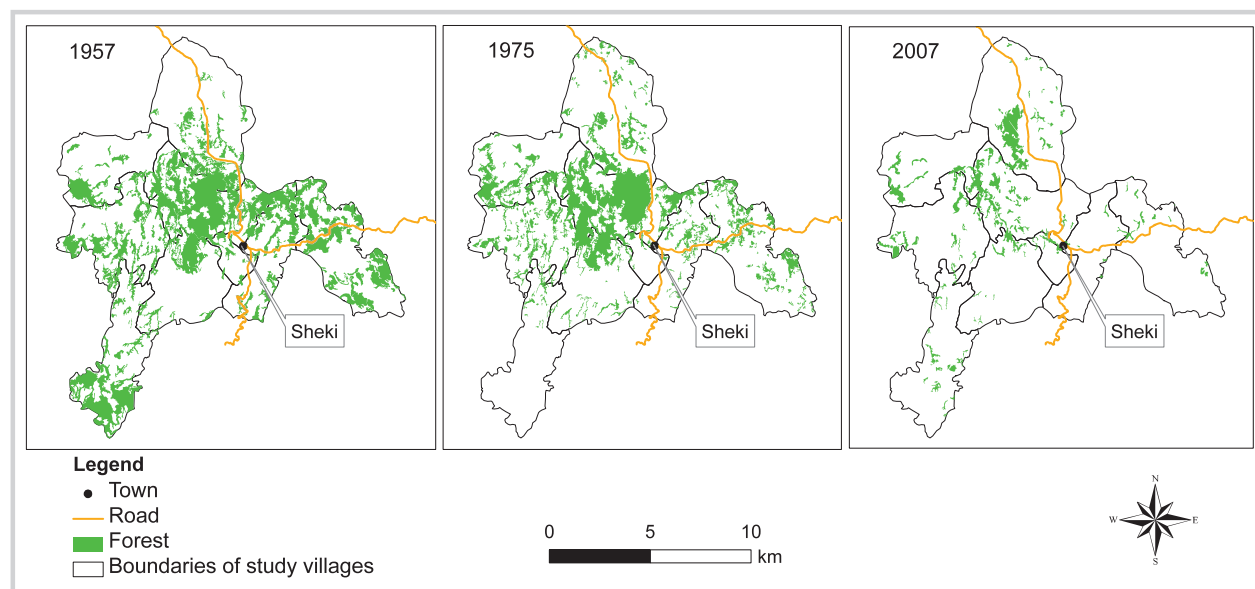 1957
1975
2007
Sheki
Sheki
Sheki
Legend
Town
Road
Forest
Boundaries of study villages
0 5 10
km
N
W E
S